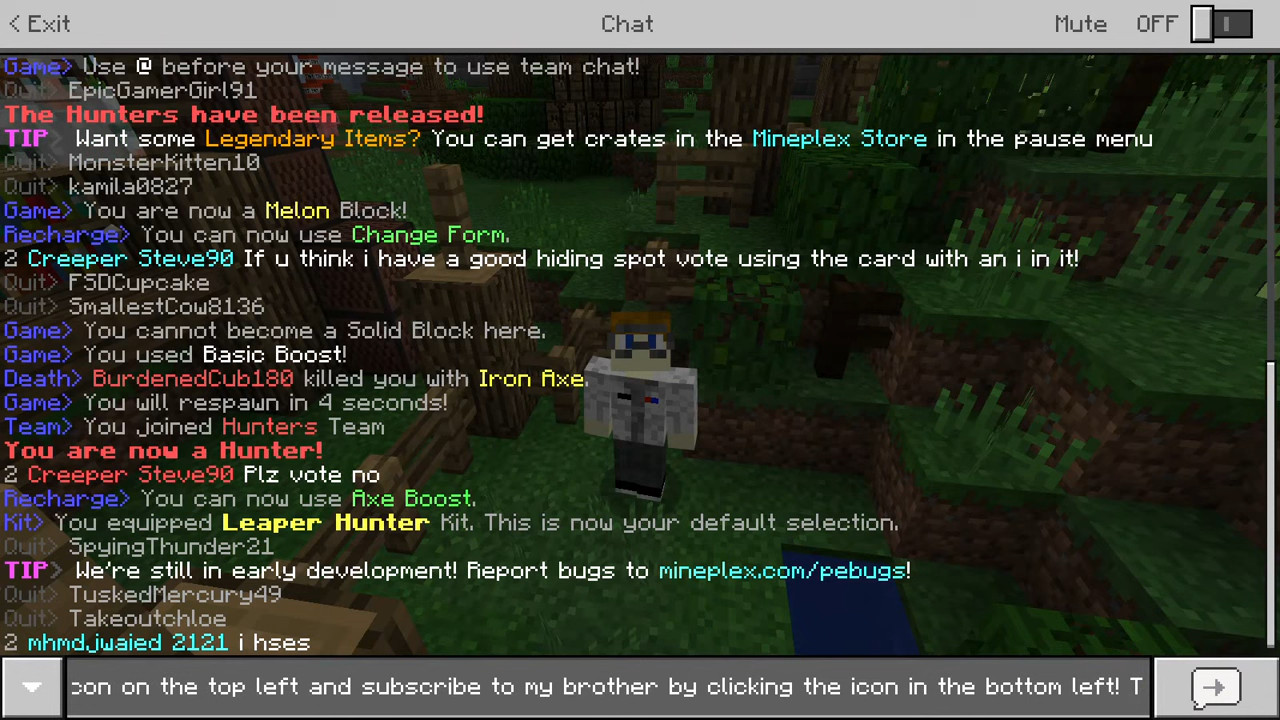 < Exit
Chat
Mute OFF
Game> Use @ before your message to use team chat!
Quit> EpicGamerGirl91
The Hunters have been released!
TIP> Want some Legendary Items? You can get crates in the Mineplex Store in the pause menu
Quit> MonsterKitten10
Quit> kamila0827
Game> You are now a Melon Block!
Recharge> You can now use Change Form.
2 Creeper Steve90 If u think i have a good hiding spot vote using the card with an i in it!
Quit> FSDCupcake
Quit> SmallestCow8136
Game> You cannot become a Solid Block here.
Game> You used Basic Boost!
Death> BurdenedCub180 killed you with Iron Axe.
Game> You will respawn in 4 seconds!
Team> You joined Hunters Team
You are now a Hunter!
2 Creeper Steve90 Plz vote no
Recharge> You can now use Axe Boost.
Kit> You equipped Leaper Hunter Kit. This is now your default selection.
Quit> SpyingThunder21
TIP> We're still in early development! Report bugs to mineplex.com/pebugs!
Quit> TuskedMercury49
Quit> Takeoutchloe
2 mhmd.jwaied 2121 i hses
con on the top left and subscribe to my brother by clicking the icon in the bottom left! T